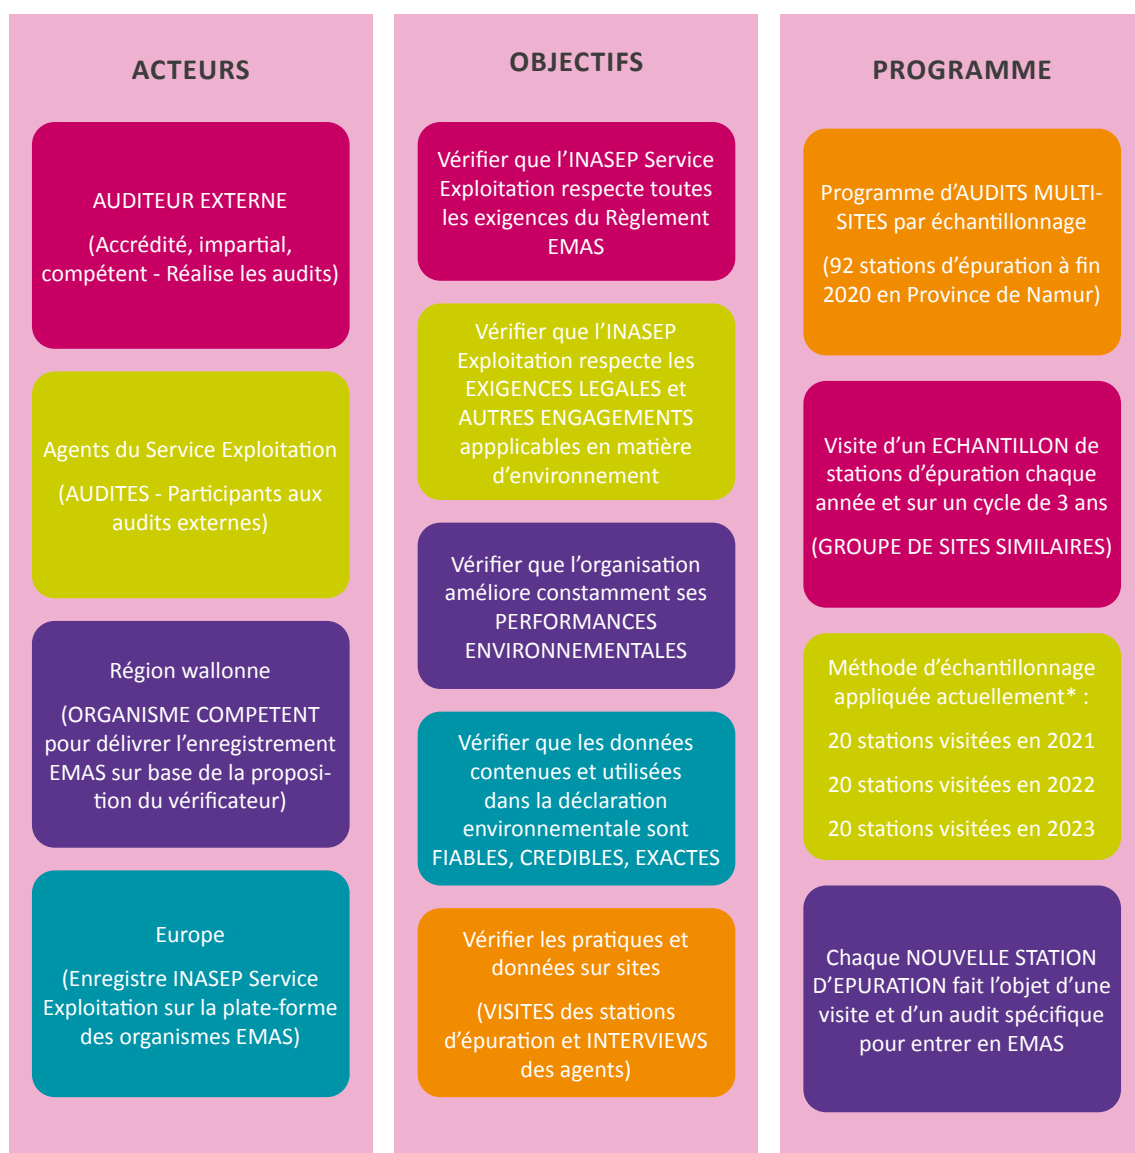 ACTEURS
AUDITEUR EXTERNE
(Accrédité, impartial,
compétent - Réalise les audits)
Agents du Service Exploitation
(AUDITES - Participants aux
audits externes)
Région wallonne
(ORGANISME COMPETENT
pour délivrer l’enregistrement
EMAS sur base de la proposi-
tion du vérificateur)
Europe
(Enregistre INASEP Service
Exploitation sur la plate-forme
des organismes EMAS)
OBJECTIFS
Vérifier que l’INASEP Service
Exploitation respecte toutes
les exigences du Règlement
EMAS
Vérifier que l’INASEP
Exploitation respecte les
EXIGENCES LEGALES et
AUTRES ENGAGEMENTS
appplicables en matière
d’environnement
Vérifier que l’organisation
améliore constamment ses
PERFORMANCES
ENVIRONNEMENTALES
Vérifier que les données
contenues et utilisées
dans la déclaration
environnementale sont
FIABLES, CREDIBLES, EXACTES
Vérifier les pratiques et
données sur sites
(VISITES des stations
d’épuration et INTERVIEWS
des agents)
PROGRAMME
Programme d’AUDITS MULTI-
SITES par échantillonnage
(92 stations d’épuration à fin
2020 en Province de Namur)
Visite d’un ECHANTILLON de
stations d’épuration chaque
année et sur un cycle de 3 ans
(GROUPE DE SITES SIMILAIRES)
Méthode d’échantillonnage
appliquée actuellement* :
20 stations visitées en 2021
20 stations visitées en 2022
20 stations visitées en 2023
Chaque NOUVELLE STATION
D’EPURATION fait l’objet d’une
visite et d’un audit spécifique
pour entrer en EMAS